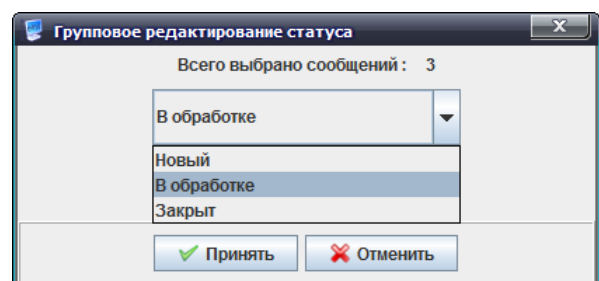 Групповое редактирование статуса
Всего выбрано сообщений : 3
В обработке
Новый
В обработке
Закрыт
Принять Отменить